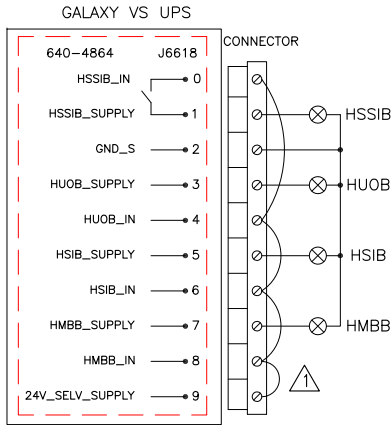 GALAXY VS UPS
CONNECTOR
640-4864 J6618
HSSIB_IN 0
HSSIB_SUPPLY 1 HSSIB
GND_S 2
HUOB_SUPPLY 3 HUOB
HUOB_IN 4
HSIB_SUPPLY 5 HSIB
HSIB_IN 6
HMBB_SUPPLY 7 HMBB
HMBB_IN 8
24V_SELV_SUPPLY 9
1